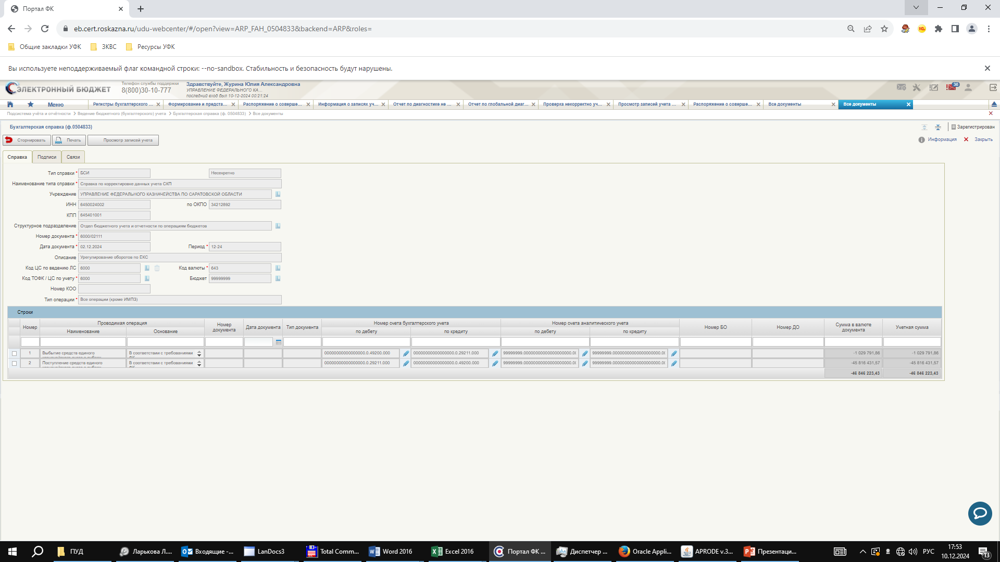 Портал ФК
eb.cert.roskazna.ru/udu-webcenter/#/open?view=ARP_FAH_0504833&backend=ARP&roles=
Общие закладки УФК ЗКВС Ресурсы УФК
Вы используете неподдерживаемый флаг командной строки: --no-sandbox. Стабильность и безопасность будут нарушены.
ЭЛЕКТРОННЫЙ БЮДЖЕТ
Телефон службы поддержки
8(800)30-10-777
Здравствуйте, Журина Юлия Александровна
УПРАВЛЕНИЕ ФЕДЕРАЛЬНОГО КА...
последний вход был 10-12-2024 00:21:24
36
Меню Регистры бухгалтерского ... Формирование и предста... Распоряжение о соверше... Информация о записях уч... Отчет по диагностике не ... Отчет по глобальной диаг... Проверка некорректно уч... Просмотр записей учета ... Распоряжение о соверше... Все документы Все документы
Подсистема учёта и отчётности Ведение бюджетного (бухгалтерского) учета Бухгалтерская справка (ф. 0504833) Все документы
Бухгалтерская справка (ф.0504833) Зарегистрирован
Сторнировать Печать Просмотр записей учета Информация Закрыть
Справка Подписи Связи
Тип справки * БСИ Несекретно
Наименование типа справки * Справка по корректировке данных учета СКП
Учреждение УПРАВЛЕНИЕ ФЕДЕРАЛЬНОГО КАЗНАЧЕЙСТВА ПО САРАТОВСКОЙ ОБЛАСТИ
ИНН 6450024002 по ОКПО 34212892
КПП 645401001
Структурное подразделение Отдел бюджетного учета и отчетности по операциям бюджетов
Номер документа * 6000/02111
Дата документа * 02.12.2024 Период * 12-24
Описание Урегулирование оборотов по ЕКС
Код ЦС по ведению ЛС 6000 Код валюты * 643
Код ТОФК / ЦС по учету * 6000 Бюджет 99999999
Номер КОО
Тип операции * Все операции (кроме ИМПЗ)
Строки
Номер Проводимая операция Номер документа Дата документа Тип документа Номер счета бухгалтерского учета Номер счета аналитического учета Номер БО Номер ДО Сумма в валюте документа Учетная сумма
Наименование Основание по дебету по кредиту по дебету по кредиту
1 Выбытие средств единого В соответствии с требованиями 00000000000000000.0.49200.000 00000000000000000.0.29211.000 99999999.00000000000000000000.00 99999999.00000000000000000000.00 -1 029 791,86 -1 029 791,86
2 Поступление средств единого В соответствии с требованиями 00000000000000000.0.29211.000 00000000000000000.0.49200.000 99999999.00000000000000000000.00 99999999.00000000000000000000.00 -45 816 431,57 -45 816 431,57
-46 846 223,43 -46 846 223,43
ПУД Ларькова Л.... Входящие -... LanDocs3 Total Comm... Word 2016 Excel 2016 Портал ФК ... Диспетчер ... Oracle Appli... APRODE v.3... Презентаци... РУС 17:53
10.12.2024 13